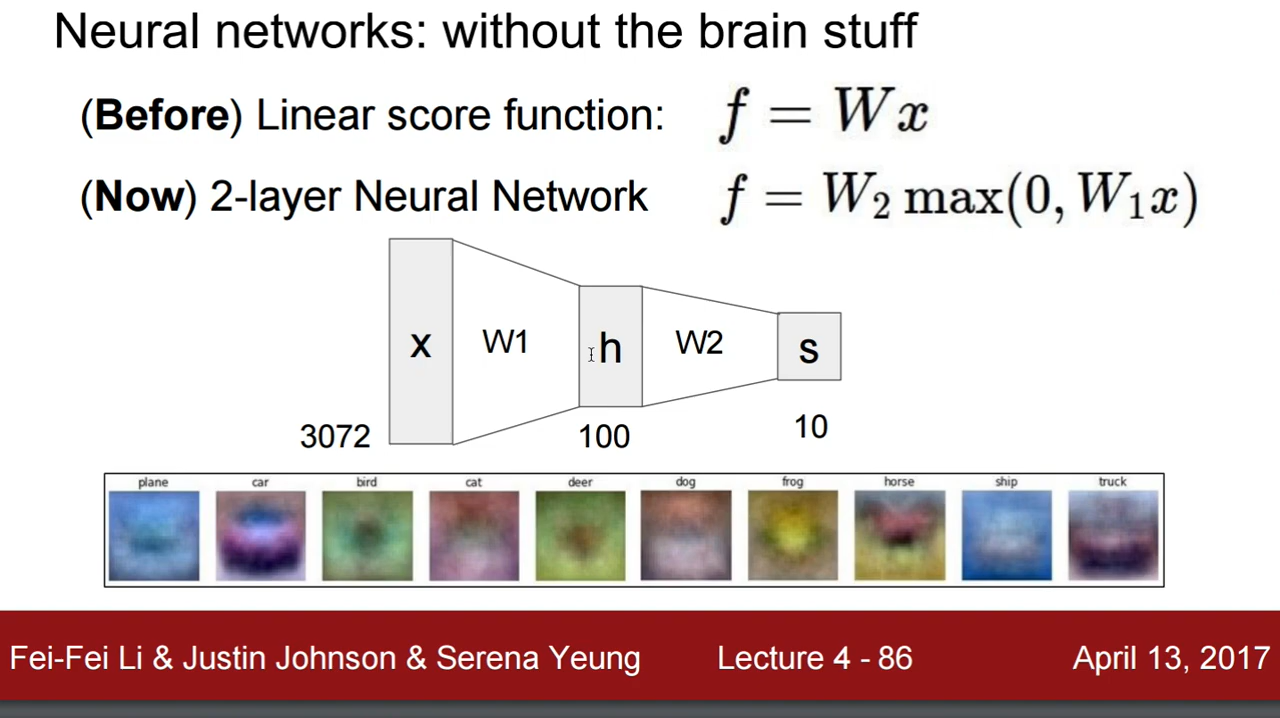 Neural networks: without the brain stuff
(Before) Linear score function: f = Wx
(Now) 2-layer Neural Network f = W₂ max(0, W₁x)
x W1 h W2 s
3072 100 10
plane car bird cat deer dog frog horse ship truck
Fei-Fei Li & Justin Johnson & Serena Yeung Lecture 4 - 86 April 13, 2017